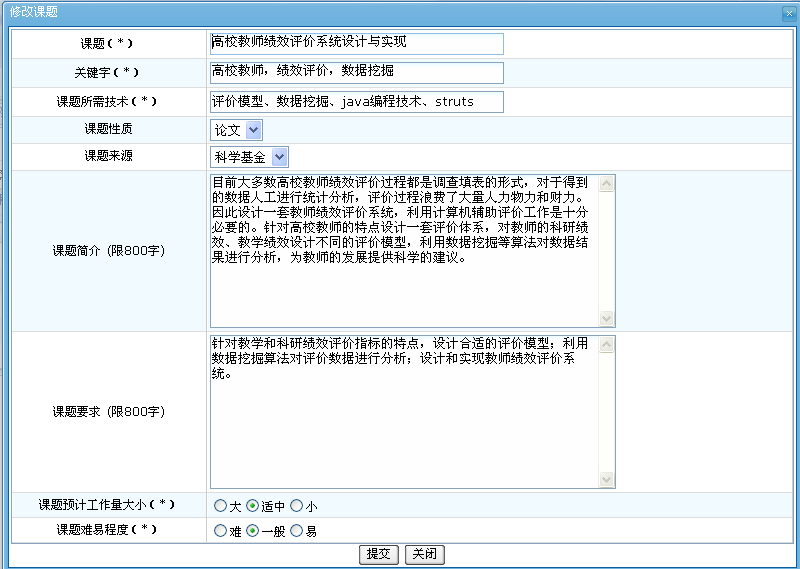 修改课题
课题(*)
高校教师绩效评价系统设计与实现
关键字(*)
高校教师，绩效评价，数据挖掘
课题所需技术(*)
评价模型、数据挖掘、java编程技术、struts
课题性质
论文
课题来源
科学基金
课题简介 (限800字)
目前大多数高校教师绩效评价过程都是调查填表的形式，对于得到
的数据人工进行统计分析，评价过程浪费了大量人力物力和财力。
因此设计一套教师绩效评价系统，利用计算机辅助评价工作是十分
必要的。针对高校教师的特点设计一套评价体系，对教师的科研绩
效、教学绩效设计不同的评价模型，利用数据挖掘等算法对数据结
果进行分析，为教师的发展提供科学的建议。
课题要求 (限800字)
针对教学和科研绩效评价指标的特点，设计合适的评价模型；利用
数据挖掘算法对评价数据进行分析；设计和实现教师绩效评价系
统。
课题预计工作量大小(*)
大 适中 小
课题难易程度(*)
难 一般 易
提交 关闭